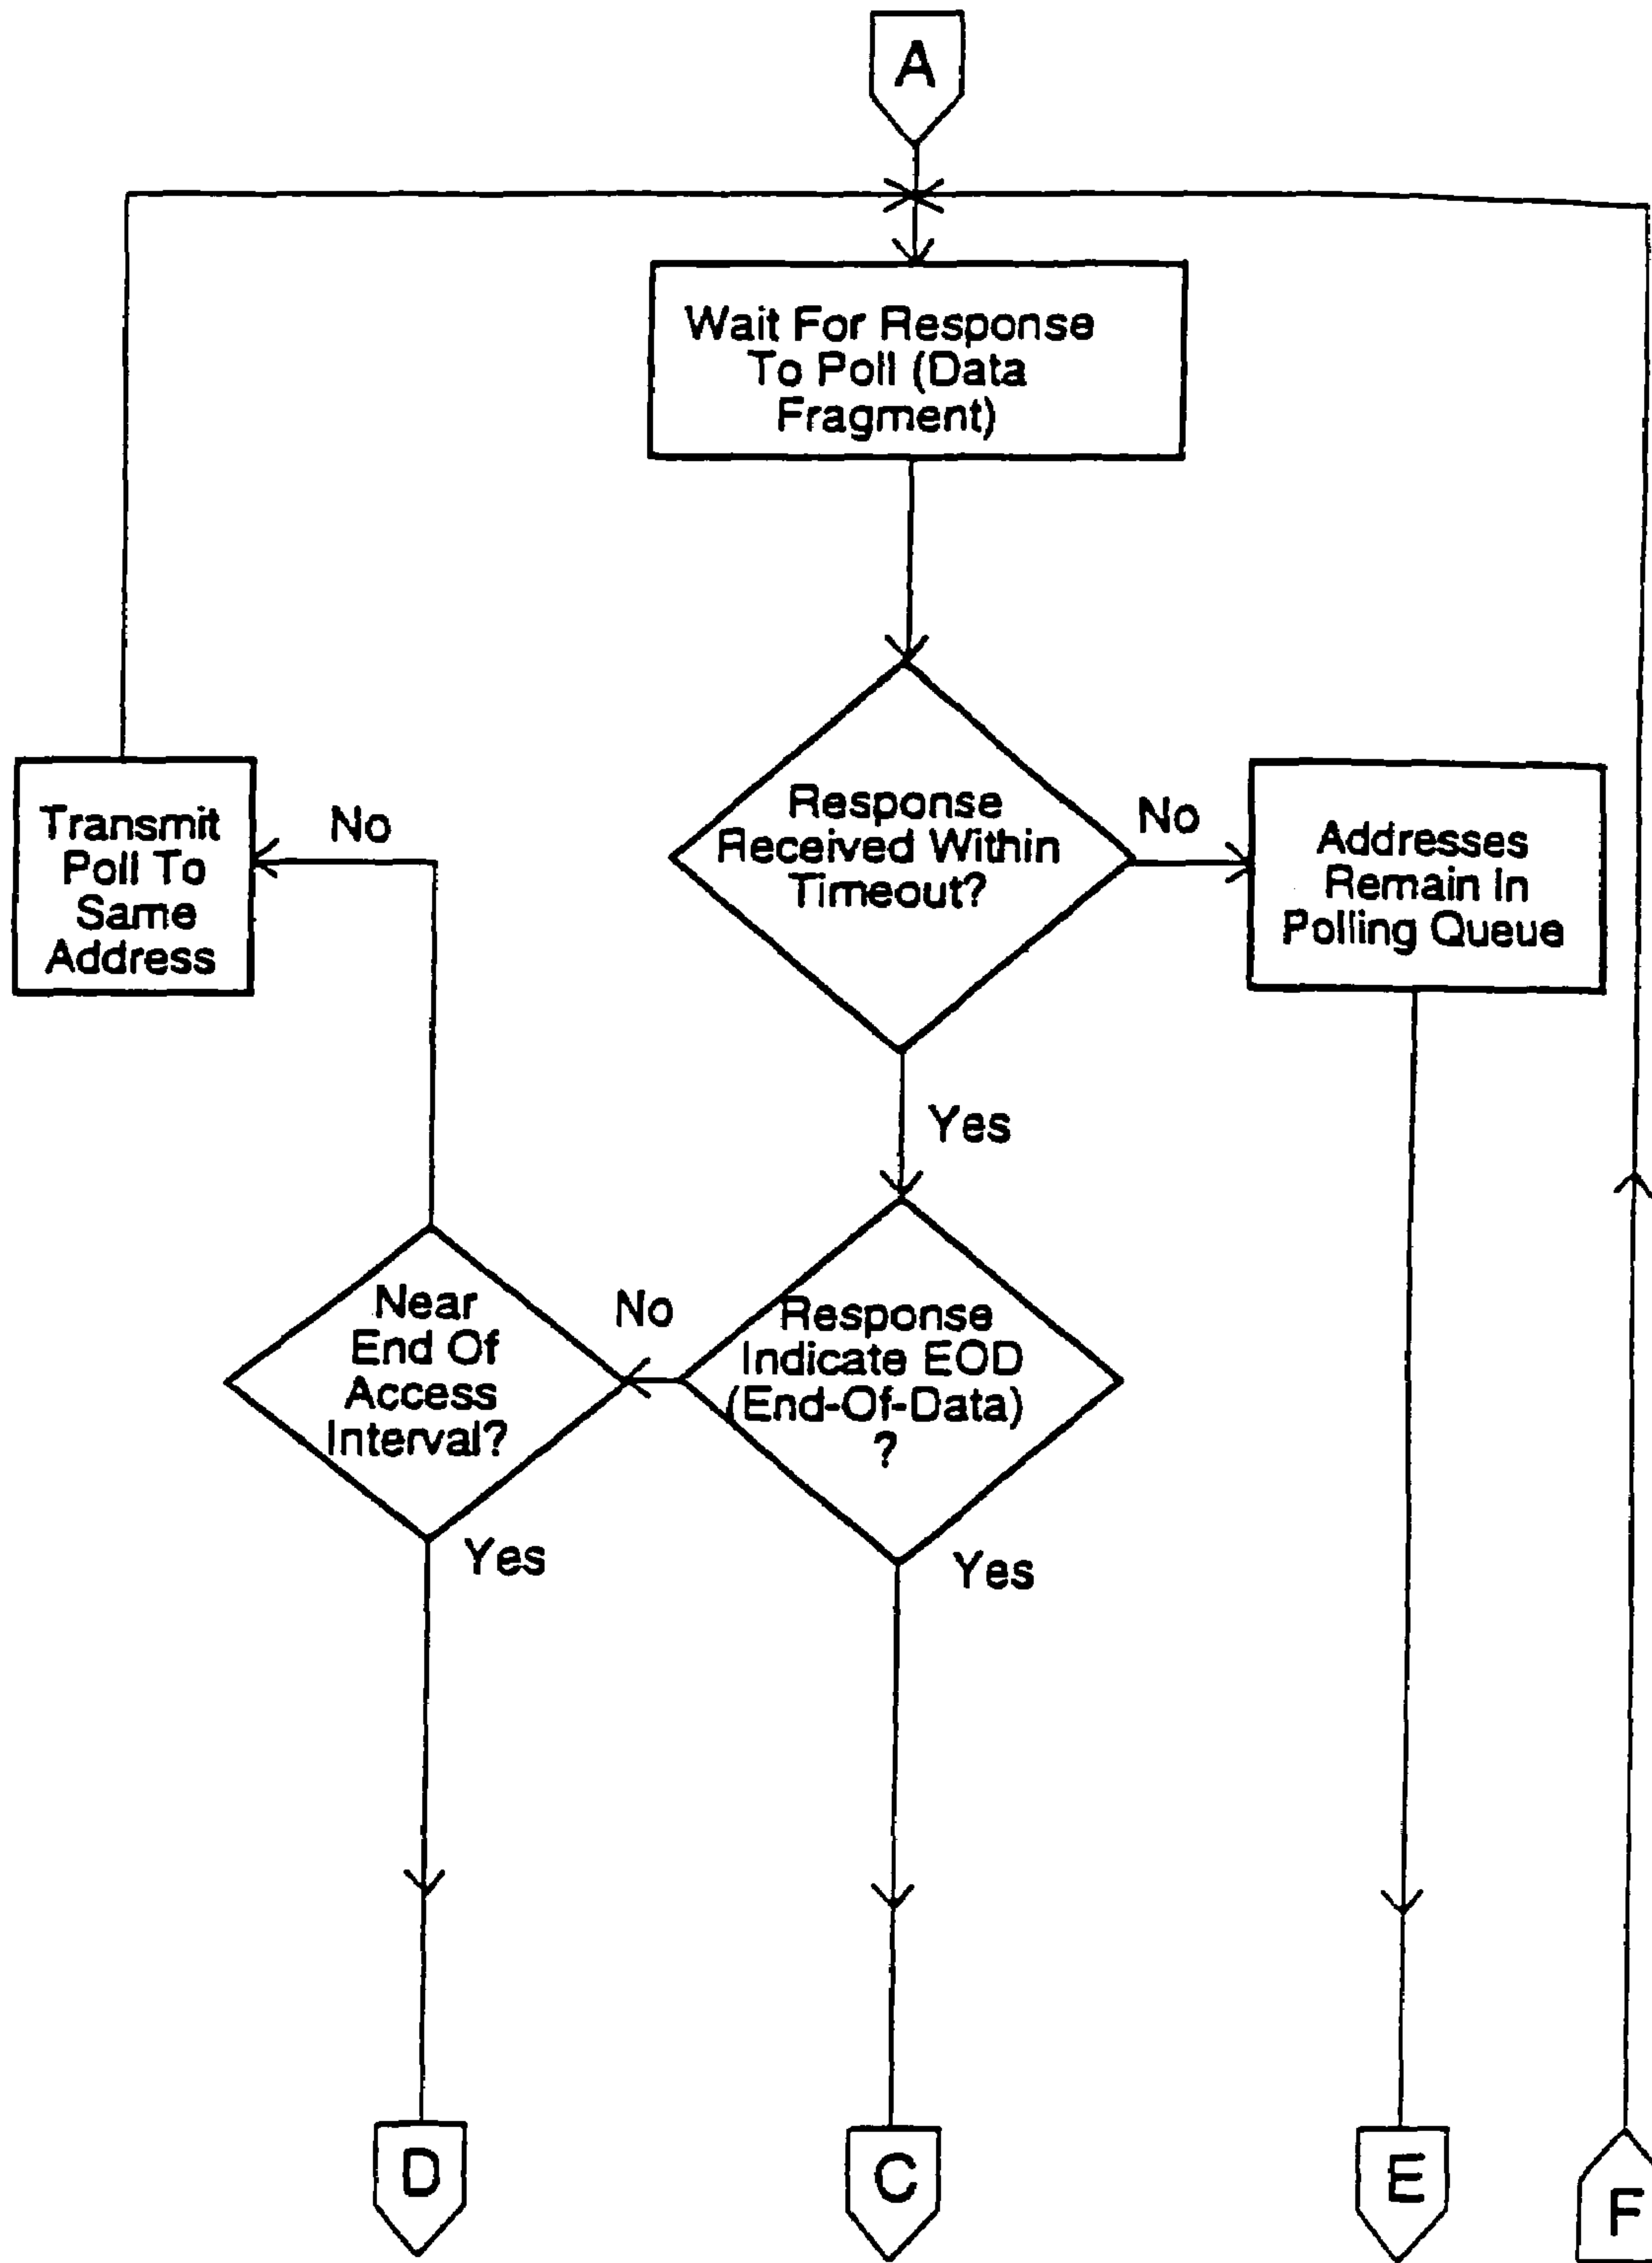 A
Wait For Response
To Poll (Data
Fragment)
Response
Received Within
Timeout?
No
Addresses
Remain In
Polling Queue
Transmit
Poll To
Same
Address
No
Yes
Near
End Of
Access
Interval?
No
Response
Indicate EOD
(End-Of-Data)
?
Yes
Yes
D
C
E
F